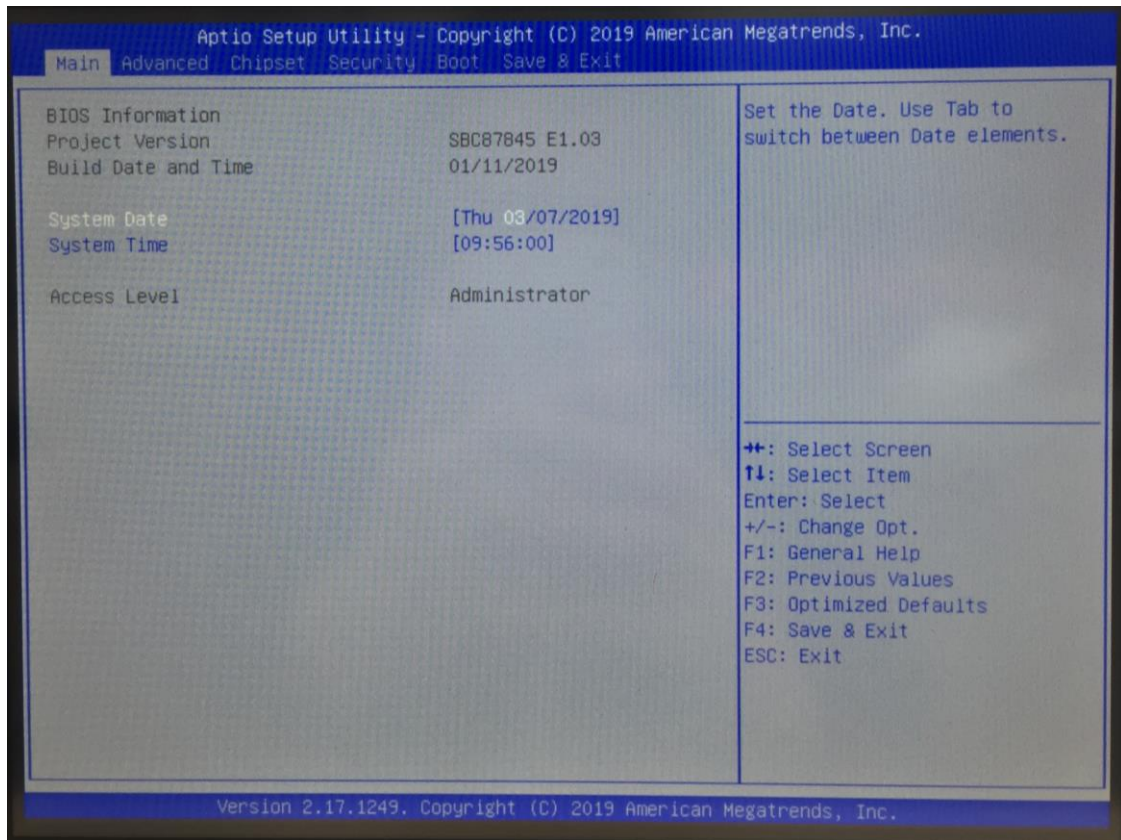 Aptio Setup Utility - Copyright (C) 2019 American Megatrends, Inc.
Main Advanced Chipset Security Boot Save & Exit
BIOS Information
Project Version SBC87845 E1.03
Build Date and Time 01/11/2019
System Date [Thu 03/07/2019]
System Time [09:56:00]
Access Level Administrator
Set the Date. Use Tab to
switch between Date elements.
→←: Select Screen
↑↓: Select Item
Enter: Select
+/-: Change Opt.
F1: General Help
F2: Previous Values
F3: Optimized Defaults
F4: Save & Exit
ESC: Exit
Version 2.17.1249. Copyright (C) 2019 American Megatrends, Inc.